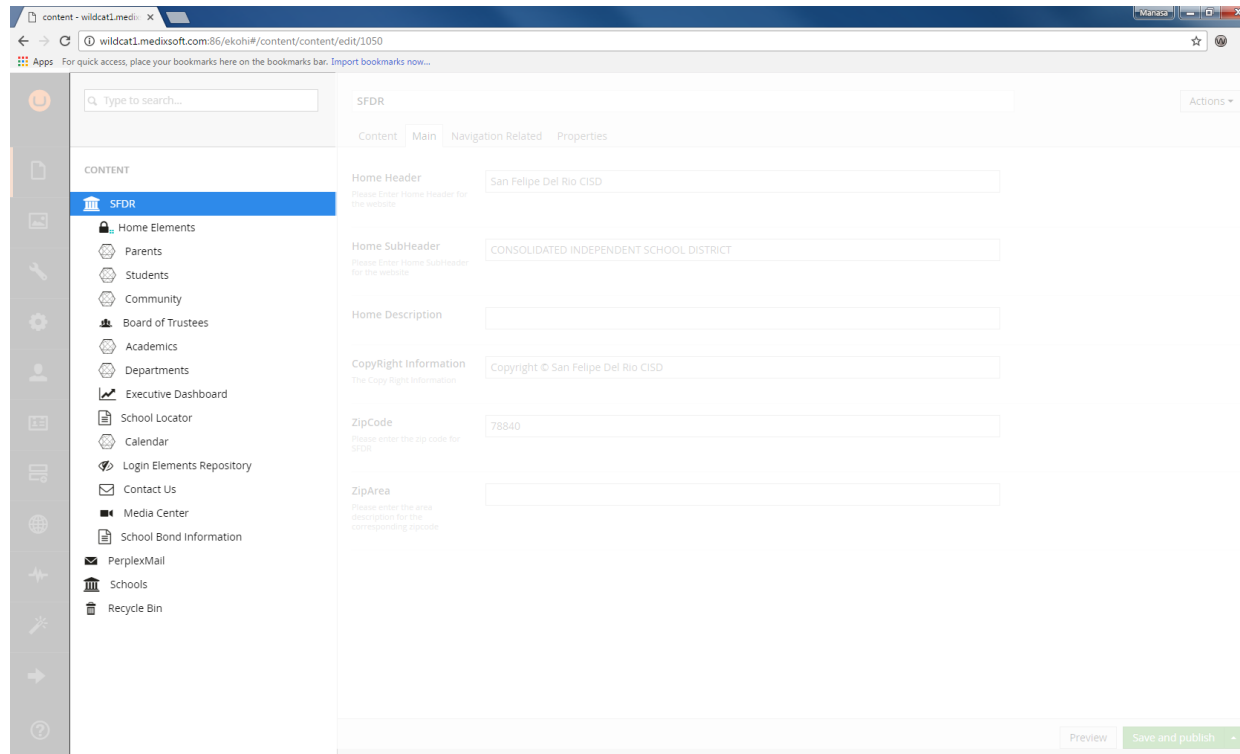 content - wildcat1.medix
Manasa
wildcat1.medixsoft.com:86/ekohi#/content/content/edit/1050
Apps For quick access, place your bookmarks here on the bookmarks bar. Import bookmarks now...
Type to search...
SFDR
Actions
Content Main Navigation Related Properties
CONTENT
SFDR
Home Elements
Parents
Students
Community
Board of Trustees
Academics
Departments
Executive Dashboard
School Locator
Calendar
Login Elements Repository
Contact Us
Media Center
School Bond Information
PerplexMail
Schools
Recycle Bin
Home Header
San Felipe Del Rio CISD
Please Enter Home Header for
the website
Home SubHeader
CONSOLIDATED INDEPENDENT SCHOOL DISTRICT
Please Enter Home SubHeader
for the website
Home Description
CopyRight Information
Copyright © San Felipe Del Rio CISD
The Copy Right Information
ZipCode
78840
Please enter the zip code for
SFDR
ZipArea
Please enter the area
description for the
corresponding zipcode
Preview
Save and publish